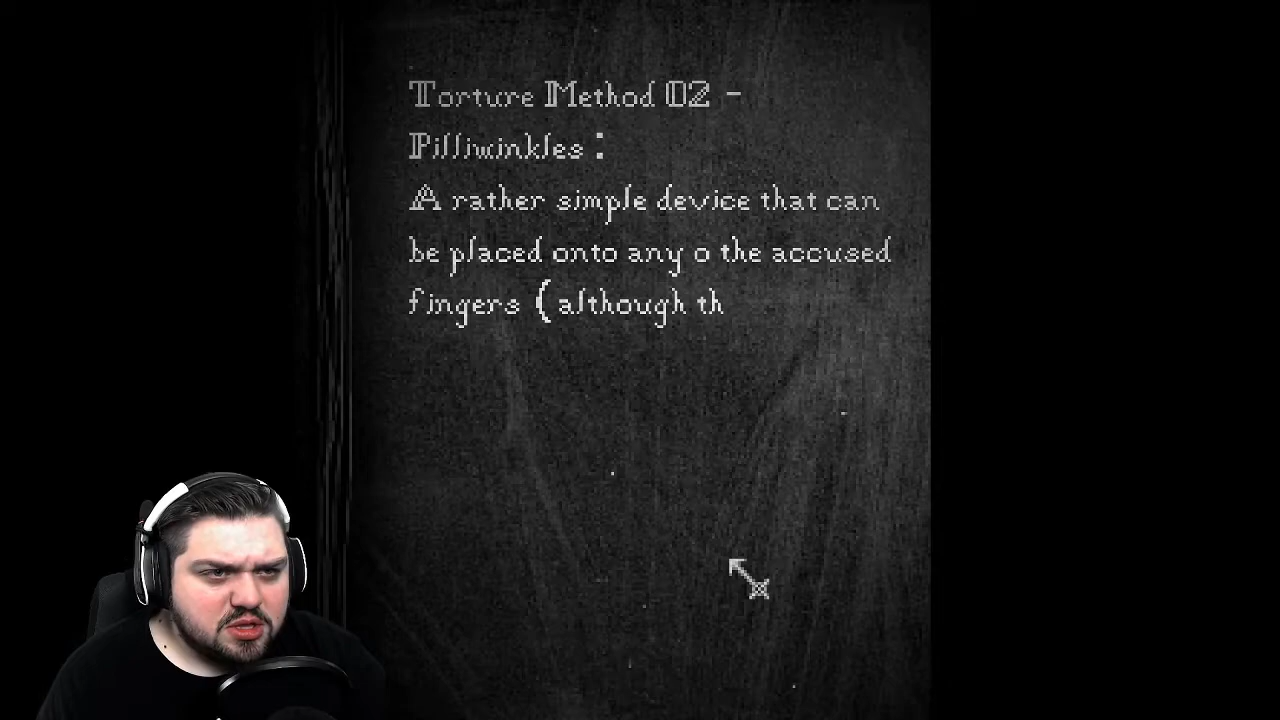 Torture Method 02 -
Pilliwinkles :
A rather simple device that can
be placed onto any o the accused
fingers (although th